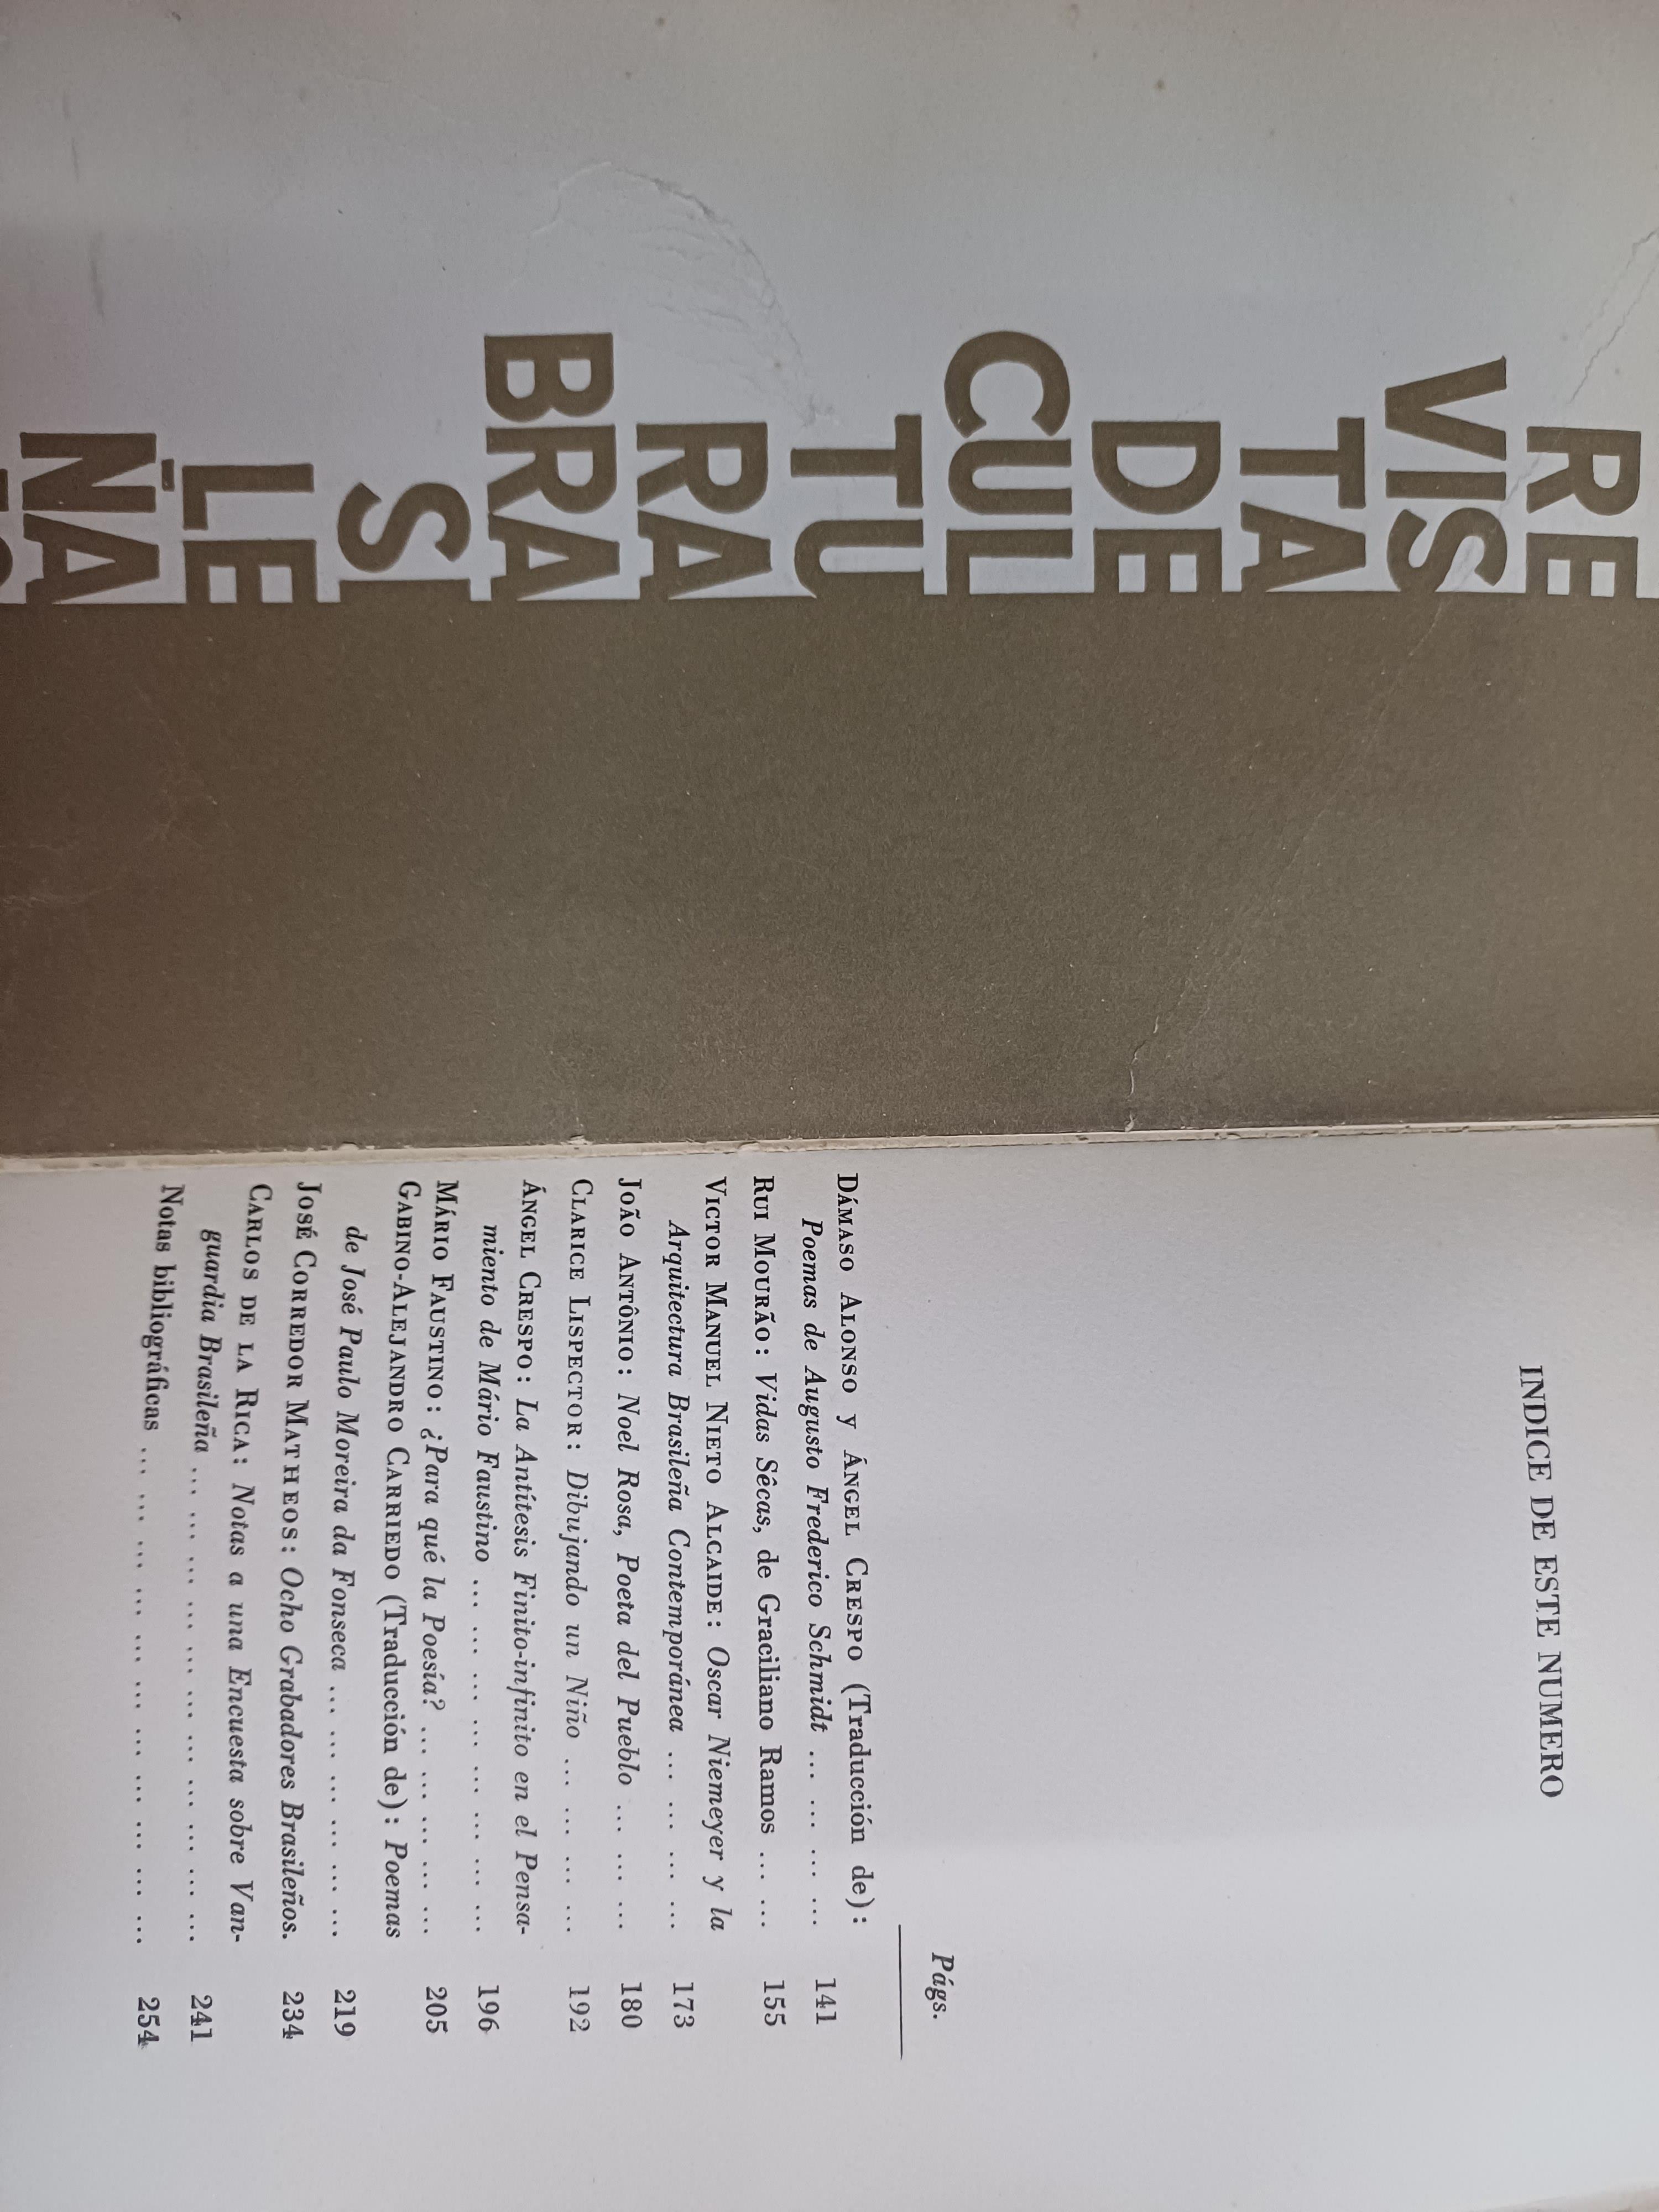 RE
VIS
TA
DE
CUL
TU
RA
BRA
SI
LE
ÑA
INDICE DE ESTE NUMERO
Págs.
DÁMASO ALONSO y ÁNGEL CRESPO (Traducción de):
Poemas de Augusto Frederico Schmidt ... ... ... ... 141
RUI MOURÃO: Vidas Sêcas, de Graciliano Ramos ... ... 155
VICTOR MANUEL NIETO ALCAIDE: Oscar Niemeyer y la
Arquitectura Brasileña Contemporánea ... ... ... ... 173
JOÃO ANTÔNIO: Noel Rosa, Poeta del Pueblo ... ... ... 180
CLARICE LISPECTOR: Dibujando un Niño ... ... ... ... 192
ÁNGEL CRESPO: La Antítesis Finito-infinito en el Pensa-
miento de Mário Faustino ... ... ... ... ... ... ... ... 196
MÁRIO FAUSTINO: ¿Para qué la Poesía? ... ... ... ... ... 205
GABINO-ALEJANDRO CARRIEDO (Traducción de): Poemas
de José Paulo Moreira da Fonseca ... ... ... ... ... ... 219
JOSÉ CORREDOR MATHEOS: Ocho Grabadores Brasileños. 234
CARLOS DE LA RICA: Notas a una Encuesta sobre Van-
guardia Brasileña ... ... ... ... ... ... ... ... ... ... 241
Notas bibliográficas ... ... ... ... ... ... ... ... ... ... ... 254